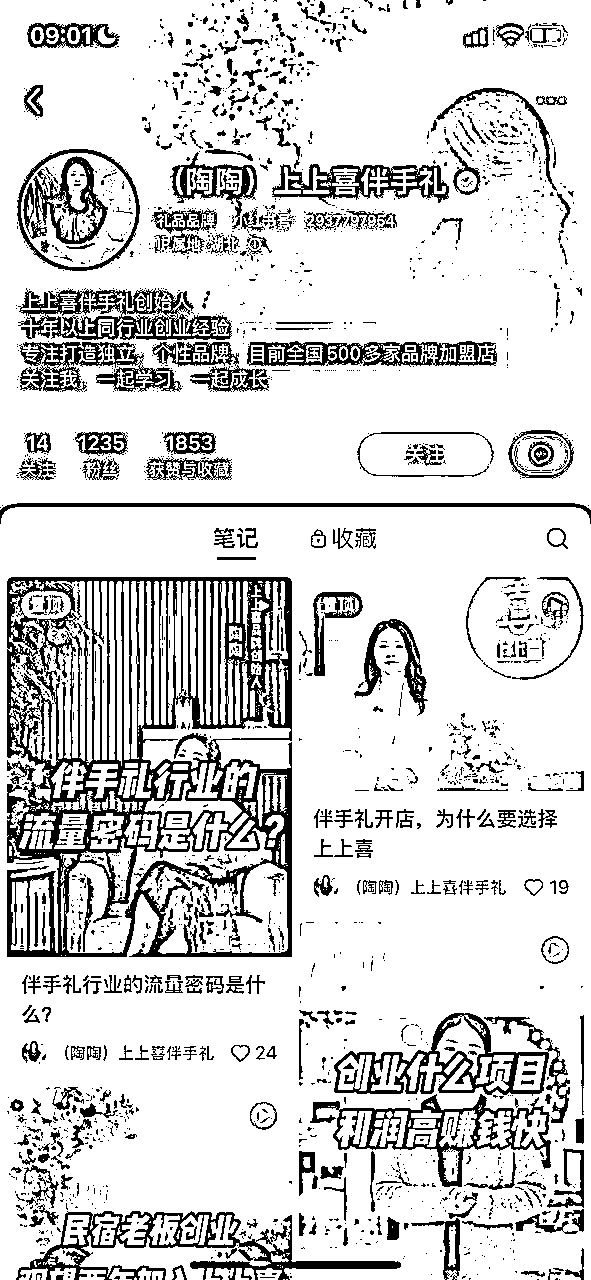 09:01
(陶陶) 上上喜伴手礼
礼品品牌 小红书号：2937797954
IP属地：湖北
上上喜伴手礼创始人
十年以上同行业创业经验
专注打造独立、个性品牌，目前全国500多家品牌加盟店
关注我，一起学习，一起成长
14 1235 1853
关注 粉丝 获赞与收藏
关注
笔记 收藏
置顶
陶陶
伴手礼行业的
流量密码是什么?
伴手礼行业的流量密码是什
么?
(陶陶) 上上喜伴手礼 24
置顶
伴手礼开店，为什么要选择
上上喜
(陶陶) 上上喜伴手礼 19
创业什么项目
利润高赚钱快
民宿老板创业